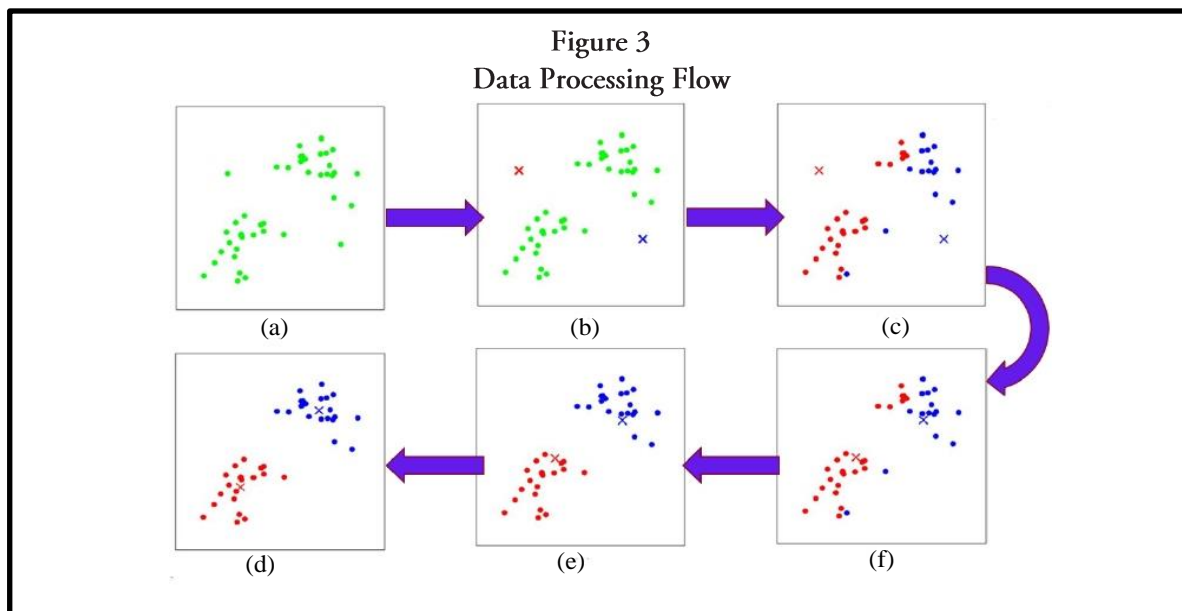 Figure 3
Data Processing Flow
(a)
(b)
(c)
(d)
(e)
(f)